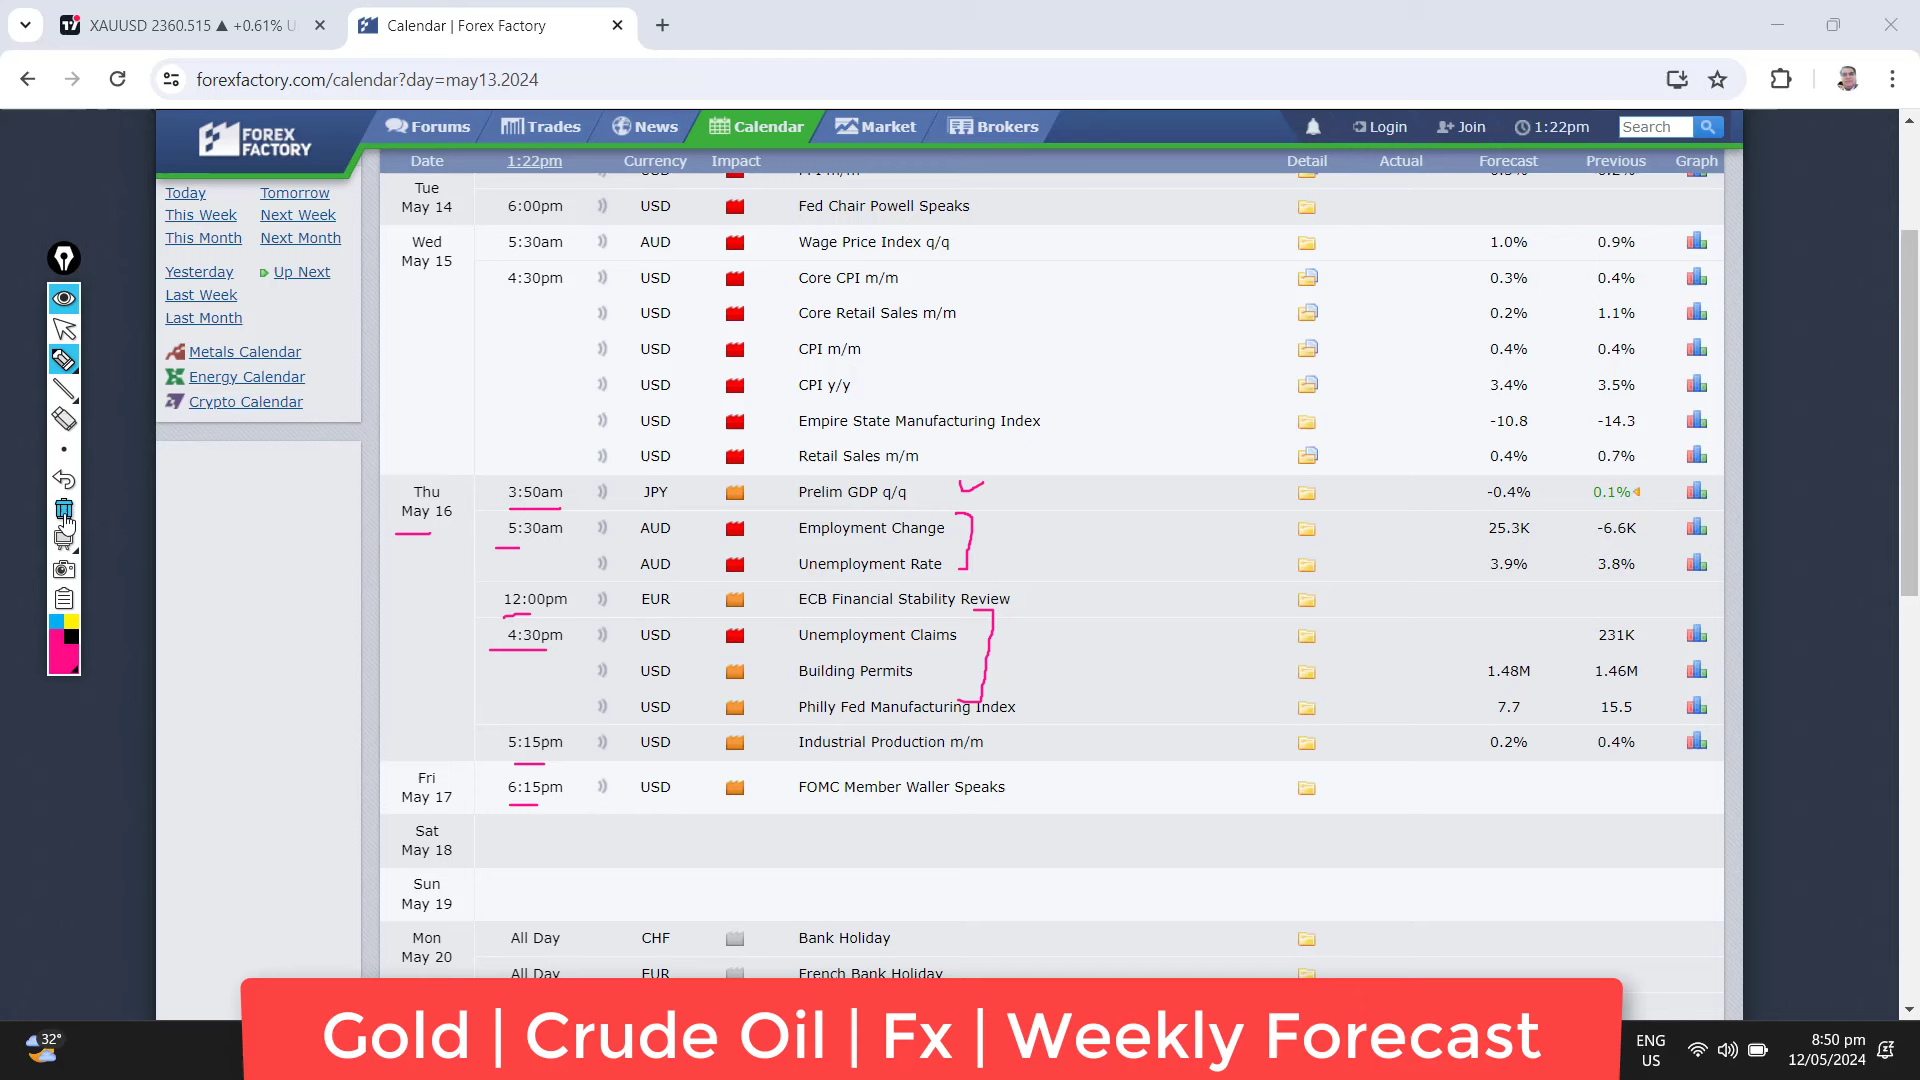 XAUUSD 2360.515 ▲ +0.61% U
Calendar | Forex Factory
forexfactory.com/calendar?day=may13.2024
FOREX FACTORY
Forums Trades News Calendar Market Brokers Login Join 1:22pm Search
Date 1:22pm Currency Impact Detail Actual Forecast Previous Graph
Today Tomorrow
This Week Next Week
This Month Next Month
Yesterday Up Next
Last Week
Last Month
Metals Calendar
Energy Calendar
Crypto Calendar
Tue May 14 6:00pm USD Fed Chair Powell Speaks
Wed May 15 5:30am AUD Wage Price Index q/q 1.0% 0.9%
4:30pm USD Core CPI m/m 0.3% 0.4%
USD Core Retail Sales m/m 0.2% 1.1%
USD CPI m/m 0.4% 0.4%
USD CPI y/y 3.4% 3.5%
USD Empire State Manufacturing Index -10.8 -14.3
USD Retail Sales m/m 0.4% 0.7%
Thu May 16 3:50am JPY Prelim GDP q/q -0.4% 0.1%
5:30am AUD Employment Change 25.3K -6.6K
AUD Unemployment Rate 3.9% 3.8%
12:00pm EUR ECB Financial Stability Review
4:30pm USD Unemployment Claims 231K
USD Building Permits 1.48M 1.46M
USD Philly Fed Manufacturing Index 7.7 15.5
5:15pm USD Industrial Production m/m 0.2% 0.4%
Fri May 17 6:15pm USD FOMC Member Waller Speaks
Sat May 18
Sun May 19
Mon May 20 All Day CHF Bank Holiday
All Day EUR French Bank Holiday
Gold | Crude Oil | Fx | Weekly Forecast
32°
ENG US
8:50 pm
12/05/2024